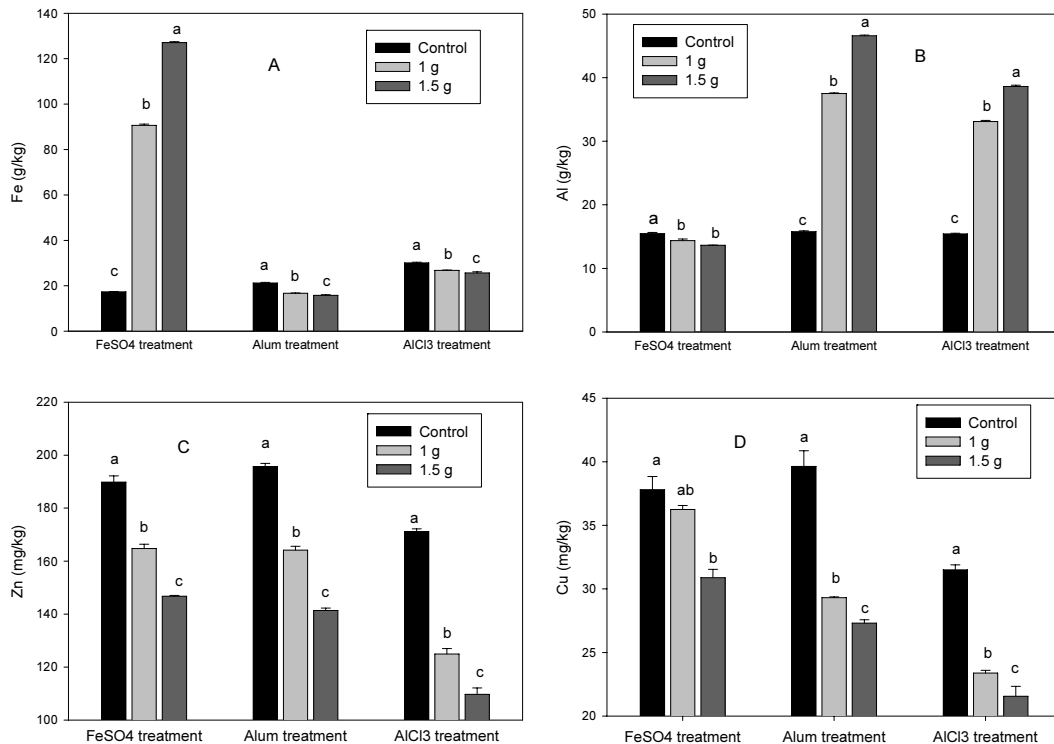 140
120
100
80
60
40
20
0
Fe (g/kg)
A
Control
1 g
1.5 g
c
b
a
a
b
c
a
b
c
FeSO4 treatment Alum treatment AlCl3 treatment
50
40
30
20
10
0
Al (g/kg)
Control
1 g
1.5 g
B
a
b
b
c
b
a
c
b
a
FeSO4 treatment Alum treatment AlCl3 treatment
220
200
180
160
140
120
100
Zn (mg/kg)
C
Control
1 g
1.5 g
a
b
c
a
b
c
a
b
c
FeSO4 treatment Alum treatment AlCl3 treatment
45
40
35
30
25
20
Cu (mg/kg)
D
Control
1 g
1.5 g
a
ab
b
a
b
c
a
b
c
FeSO4 treatment Alum treatment AlCl3 treatment